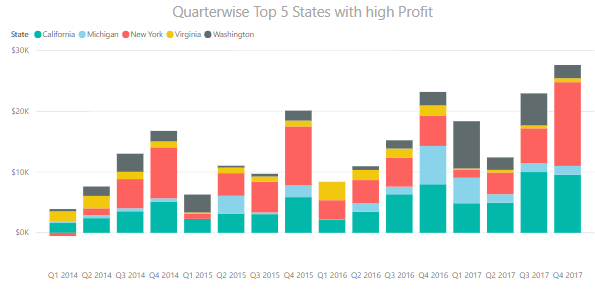 Quarterwise Top 5 States with high Profit
State California Michigan New York Virginia Washington
$30K
$20K
$10K
$0K
Q1 2014 Q2 2014 Q3 2014 Q4 2014 Q1 2015 Q2 2015 Q3 2015 Q4 2015 Q1 2016 Q2 2016 Q3 2016 Q4 2016 Q1 2017 Q2 2017 Q3 2017 Q4 2017